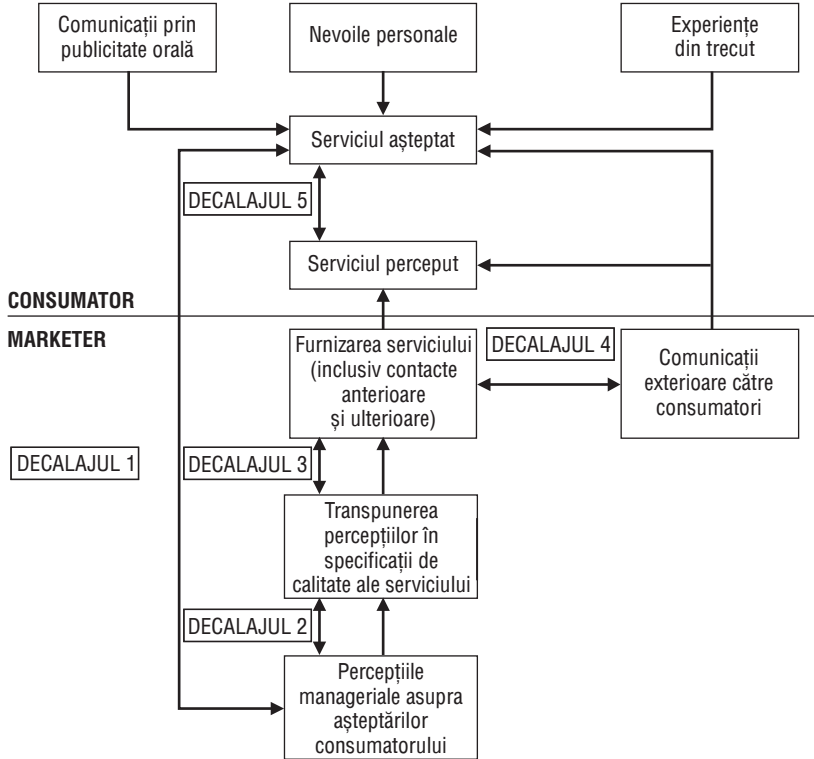 Comunicații prin
publicitate orală
Nevoile personale
Experiențe
din trecut
Serviciul așteptat
DECALAJUL 5
Serviciul perceput
CONSUMATOR
MARKETER
Furnizarea serviciului
(inclusiv contacte
anterioare
și ulterioare)
DECALAJUL 4
Comunicații
exterioare către
consumatori
DECALAJUL 1
DECALAJUL 3
Transpunerea
percepțiilor în
specificații de
calitate ale serviciului
DECALAJUL 2
Percepțiile
manageriale asupra
așteptărilor
consumatorului